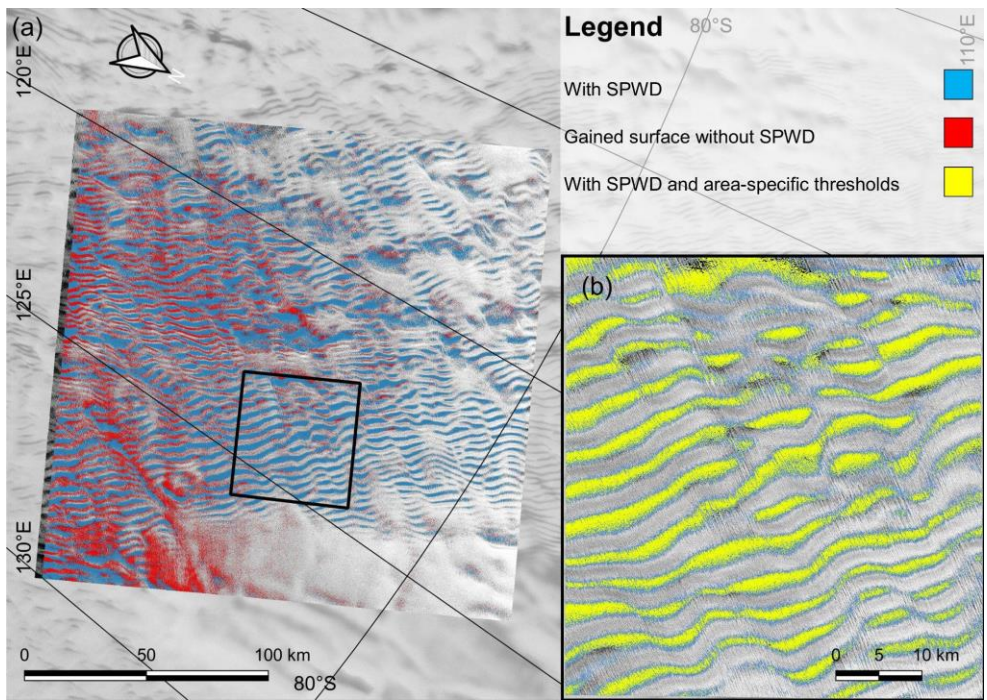 (a)
120°E
125°E
130°E
N
0 50 100 km
80°S
Legend
80°S
110°E
With SPWD
Gained surface without SPWD
With SPWD and area-specific thresholds
(b)
0 5 10 km